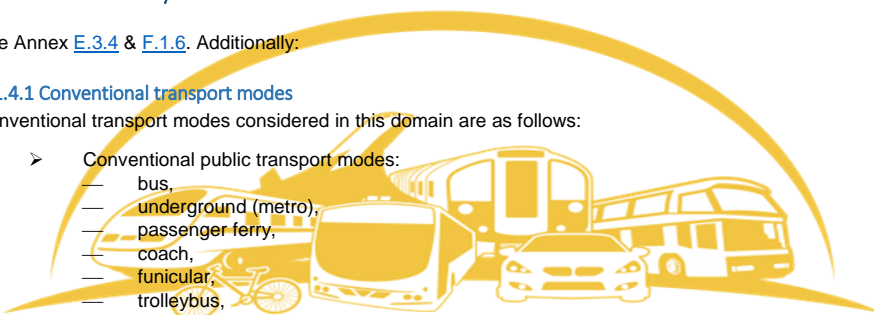 e Annex E.3.4 & F.1.6. Additionally:
.4.1 Conventional transport modes
nventional transport modes considered in this domain are as follows:
➢ Conventional public transport modes:
— bus,
— underground (metro),
— passenger ferry,
— coach,
— funicular,
— trolleybus,